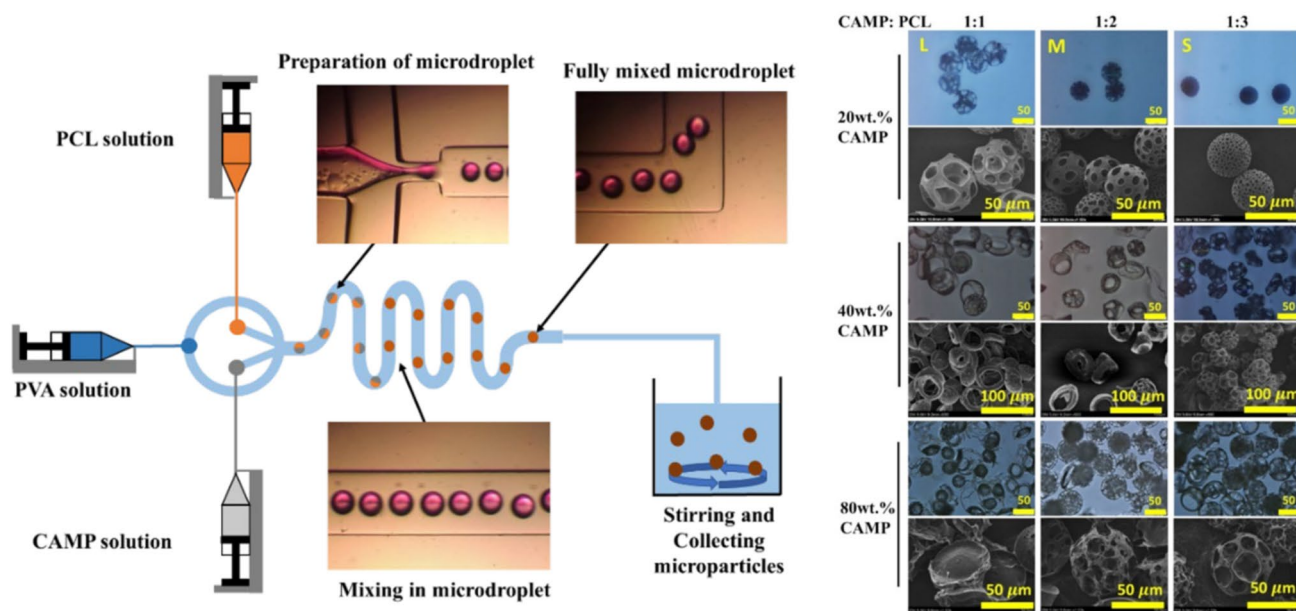 Preparation of microdroplet
Fully mixed microdroplet
PCL solution
PVA solution
CAMP solution
Mixing in microdroplet
Stirring and
Collecting
microparticles
CAMP: PCL 1:1 1:2 1:3
L M S
20wt.%
CAMP
50 50 50
50 μm 50 μm 50 μm
40wt.%
CAMP
50 50 50
100 μm 100 μm 100 μm
80wt.%
CAMP
50 50 50
50 μm 50 μm 50 μm